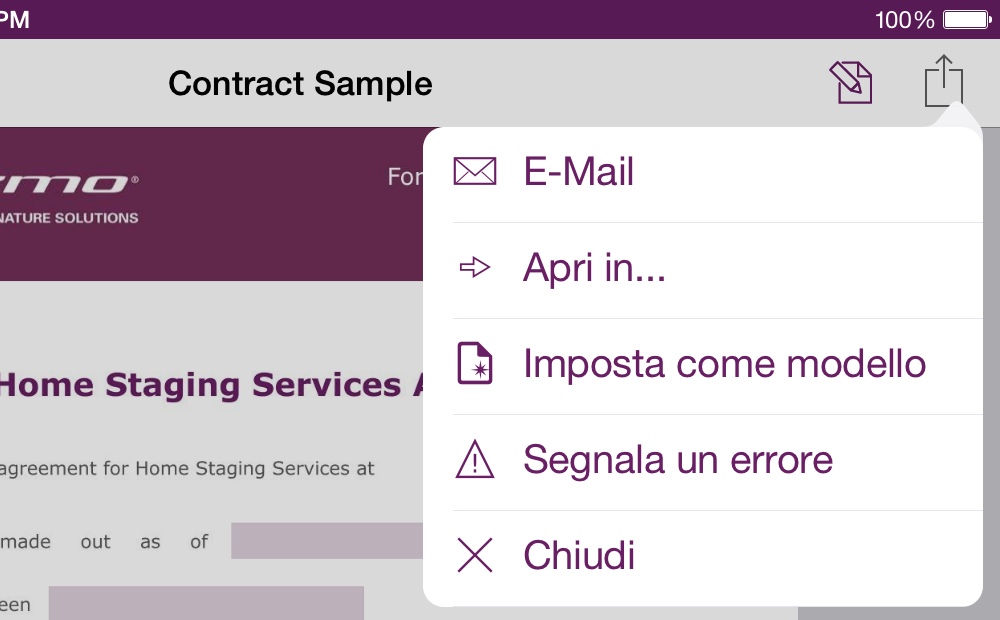 PM 100%
Contract Sample
For
NATURE SOLUTIONS
E-Mail
Apri in...
Imposta come modello
Segnala un errore
Chiudi
Home Staging Services
agreement for Home Staging Services at
made out as of
een